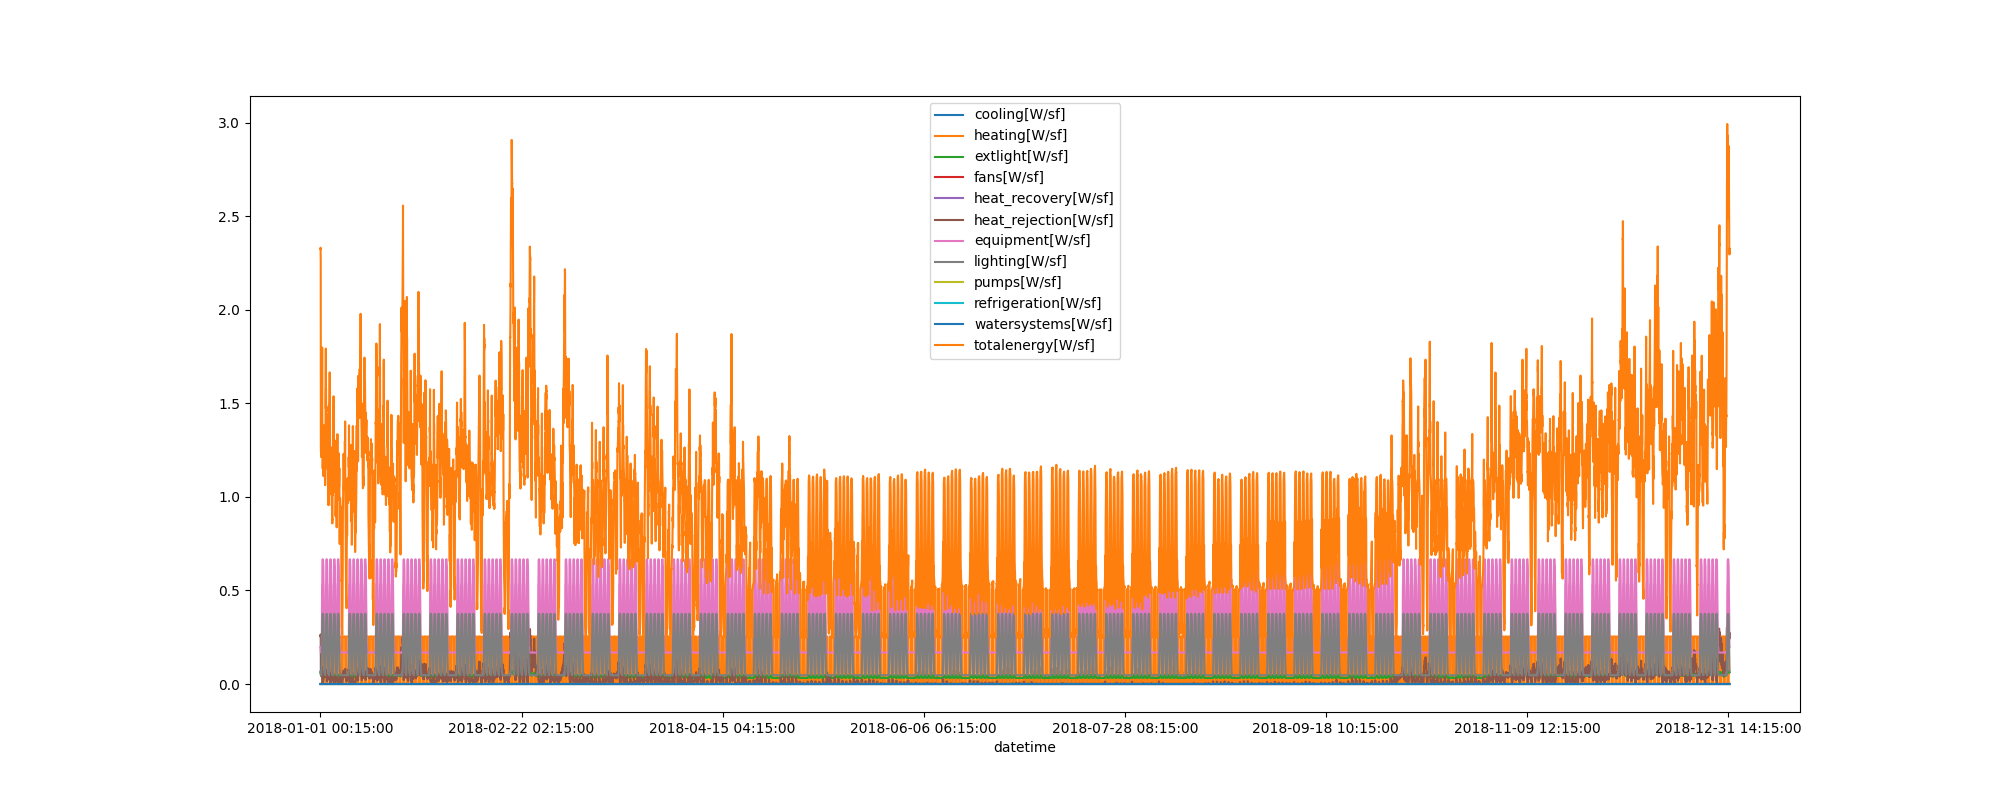 3.0
2.5
2.0
1.5
1.0
0.5
0.0
cooling[W/sf]
heating[W/sf]
extlight[W/sf]
fans[W/sf]
heat_recovery[W/sf]
heat_rejection[W/sf]
equipment[W/sf]
lighting[W/sf]
pumps[W/sf]
refrigeration[W/sf]
watersystems[W/sf]
totalenergy[W/sf]
2018-01-01 00:15:00 2018-02-22 02:15:00 2018-04-15 04:15:00 2018-06-06 06:15:00 2018-07-28 08:15:00 2018-09-18 10:15:00 2018-11-09 12:15:00 2018-12-31 14:15:00
datetime